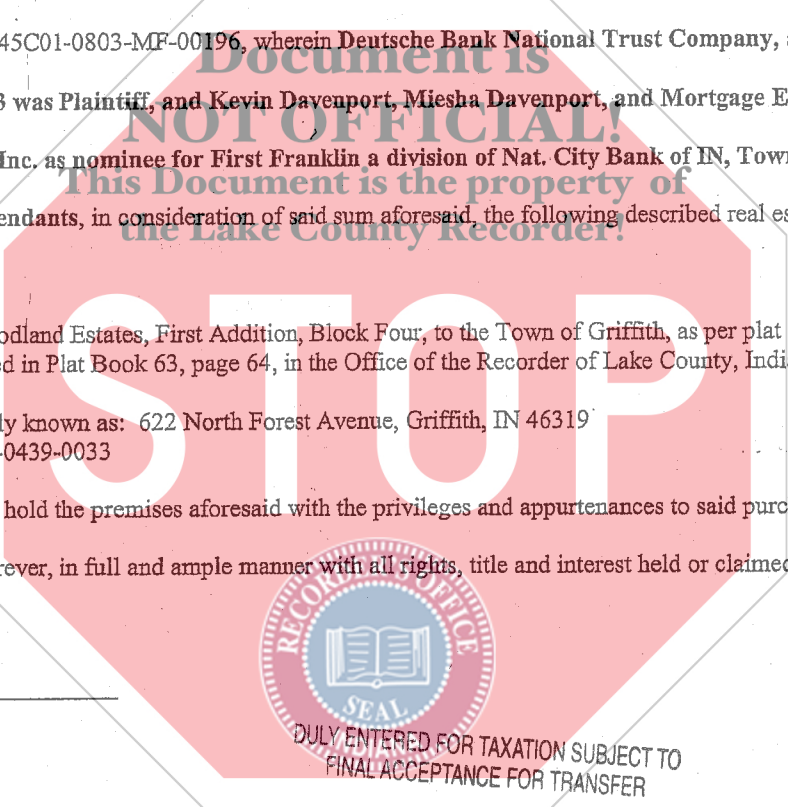 45C01-0803-MF-00196, wherein Deutsche Bank National Trust Company,
Document is
was Plaintiff, and Kevin Davenport, Miesha Davenport, and Mortgage E
NOT OFFICIAL!
Inc. as nominee for First Franklin a division of Nat. City Bank of IN, Town
This Document is the property of
endants, in consideration of said sum aforesaid, the following described real es
the Lake County Recorder!
STOP
odland Estates, First Addition, Block Four, to the Town of Griffith, as per plat
d in Plat Book 63, page 64, in the Office of the Recorder of Lake County, Indi
ly known as: 622 North Forest Avenue, Griffith, IN 46319
-0439-0033
hold the premises aforesaid with the privileges and appurtenances to said purc
rever, in full and ample manner with all rights, title and interest held or claimed
RECORDER'S OFFICE
SEAL
INDIANA
DULY ENTERED FOR TAXATION SUBJECT TO
FINAL ACCEPTANCE FOR TRANSFER